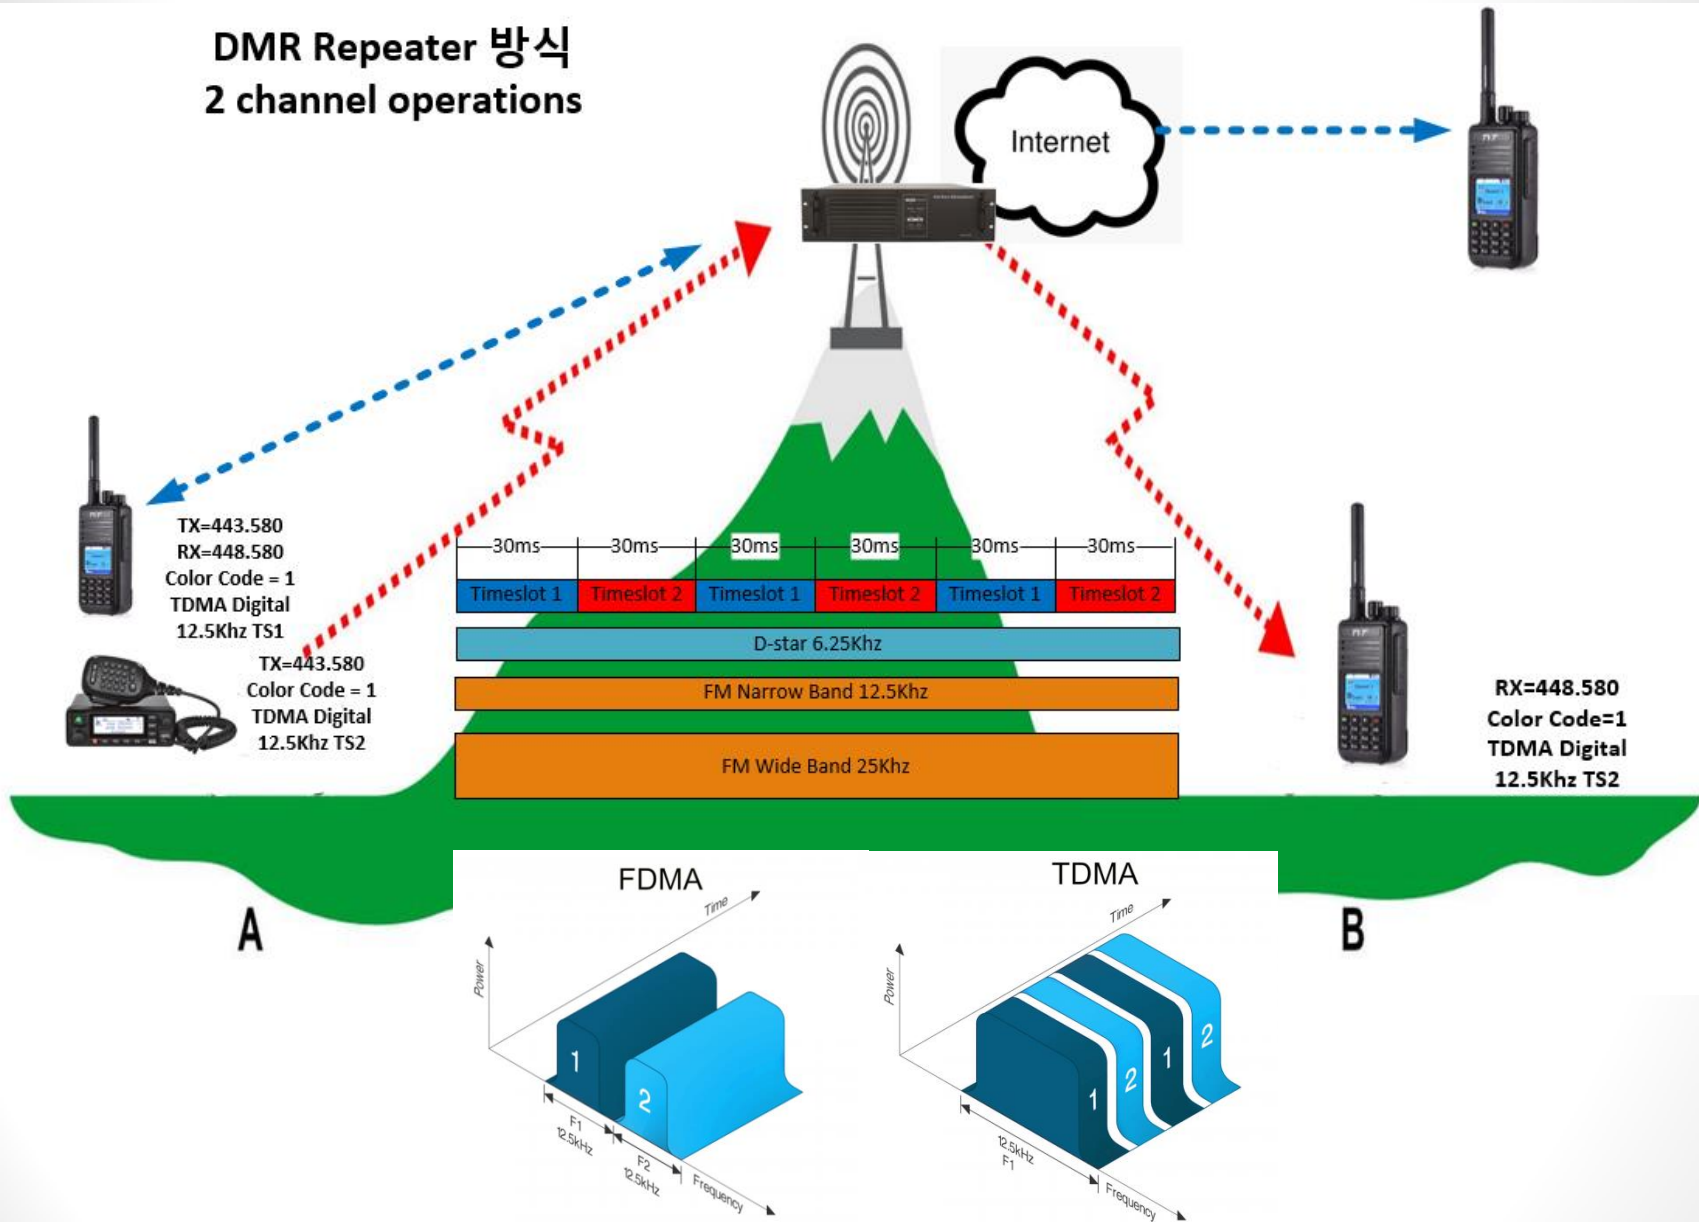 DMR Repeater 방식
2 channel operations
Internet
TX=443.580
RX=448.580
Color Code = 1
TDMA Digital
12.5Khz TS1
TX=443.580
Color Code = 1
TDMA Digital
12.5Khz TS2
30ms 30ms 30ms 30ms 30ms 30ms
Timeslot 1 Timeslot 2 Timeslot 1 Timeslot 2 Timeslot 1 Timeslot 2
D-star 6.25Khz
FM Narrow Band 12.5Khz
FM Wide Band 25Khz
RX=448.580
Color Code=1
TDMA Digital
12.5Khz TS2
A
B
FDMA
Time
Power
1
2
F1
12.5kHz
F2
12.5kHz
Frequency
TDMA
Time
Power
1
2
1
2
12.5kHz
F1
Frequency